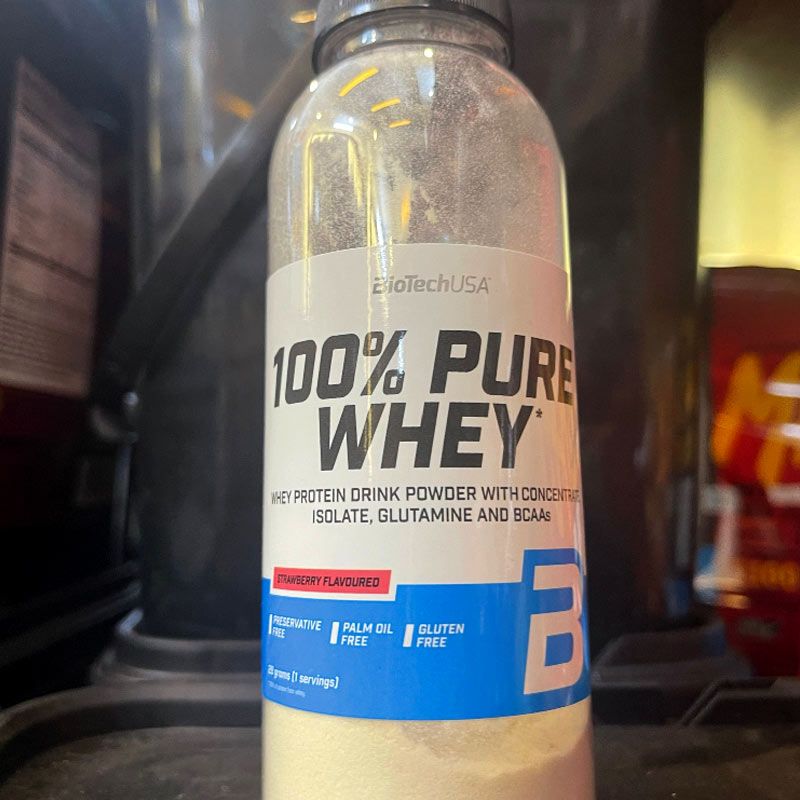 BioTechUSA
100% PURE
WHEY*
WHEY PROTEIN DRINK POWDER WITH CONCENTRATE
ISOLATE, GLUTAMINE AND BCAAs
STRAWBERRY FLAVOURED
PRESERVATIVE
FREE
PALM OIL
FREE
GLUTEN
FREE
B
grams (1 servings)